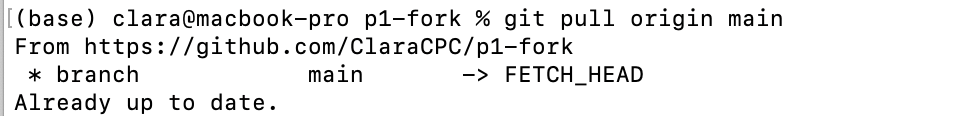 [(base) clara@macbook-pro p1-fork % git pull origin main
From https://github.com/ClaraCPC/p1-fork
 * branch            main       -> FETCH_HEAD
Already up to date.